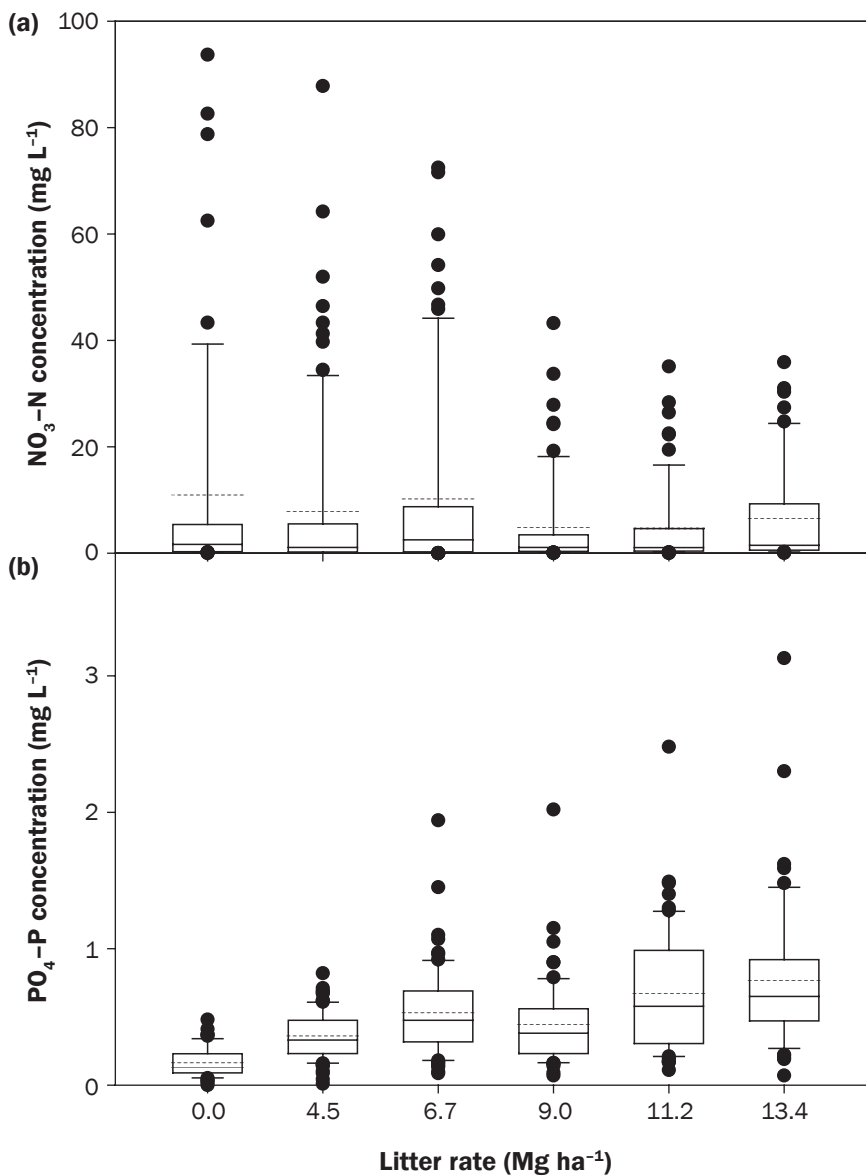 (a)
100
80
60
40
20
0
NO₃–N concentration (mg L⁻¹)
(b)
3
2
1
0
PO₄–P concentration (mg L⁻¹)
0.0 4.5 6.7 9.0 11.2 13.4
Litter rate (Mg ha⁻¹)